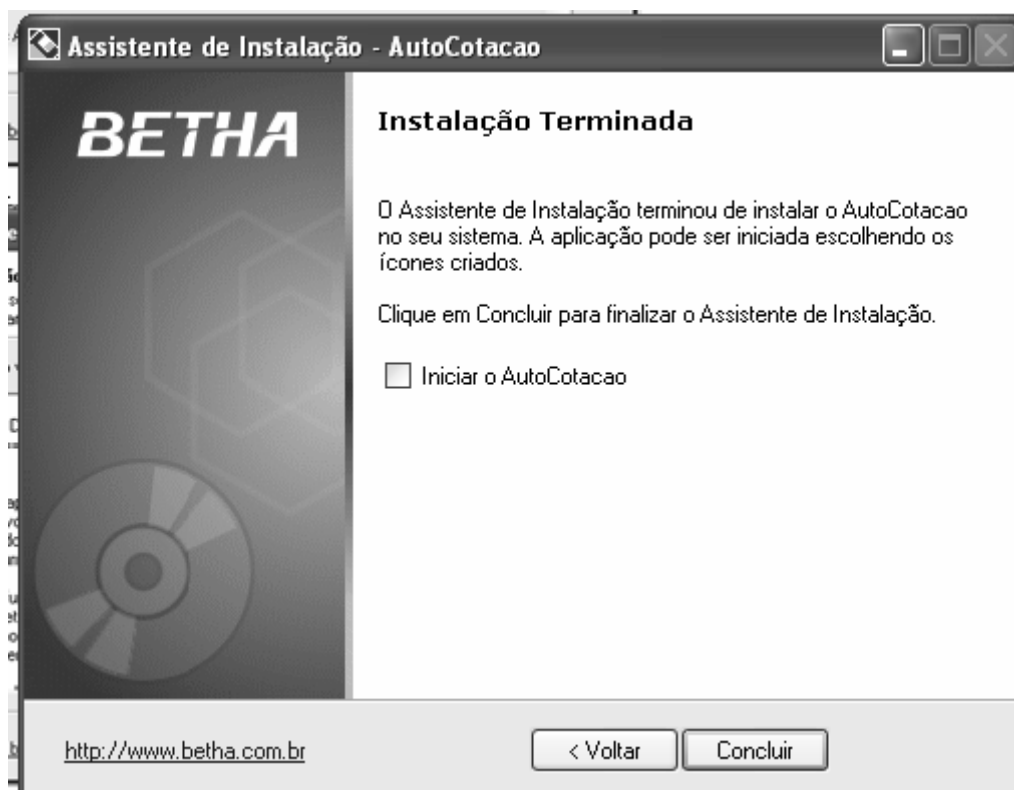 Assistente de Instalação - AutoCotacao
BETHA
Instalação Terminada
O Assistente de Instalação terminou de instalar o AutoCotacao
no seu sistema. A aplicação pode ser iniciada escolhendo os
ícones criados.
Clique em Concluir para finalizar o Assistente de Instalação.
Iniciar o AutoCotacao
http://www.betha.com.br
< Voltar
Concluir